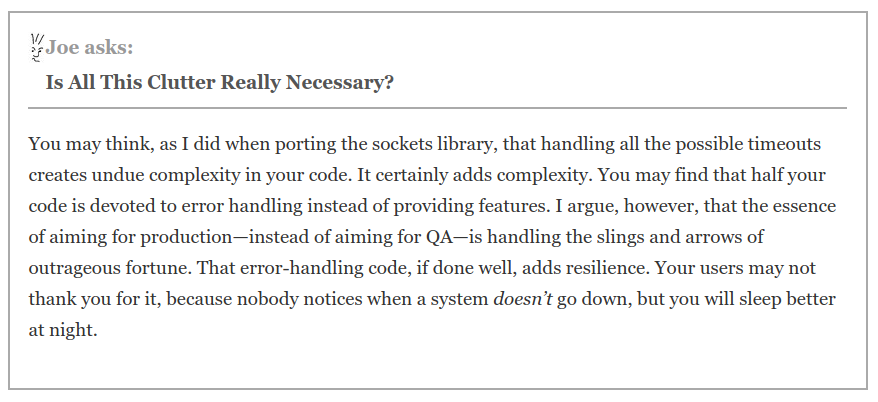 Joe asks:
Is All This Clutter Really Necessary?
You may think, as I did when porting the sockets library, that handling all the possible timeouts
creates undue complexity in your code. It certainly adds complexity. You may find that half your
code is devoted to error handling instead of providing features. I argue, however, that the essence
of aiming for production—instead of aiming for QA—is handling the slings and arrows of
outrageous fortune. That error-handling code, if done well, adds resilience. Your users may not
thank you for it, because nobody notices when a system doesn’t go down, but you will sleep better
at night.